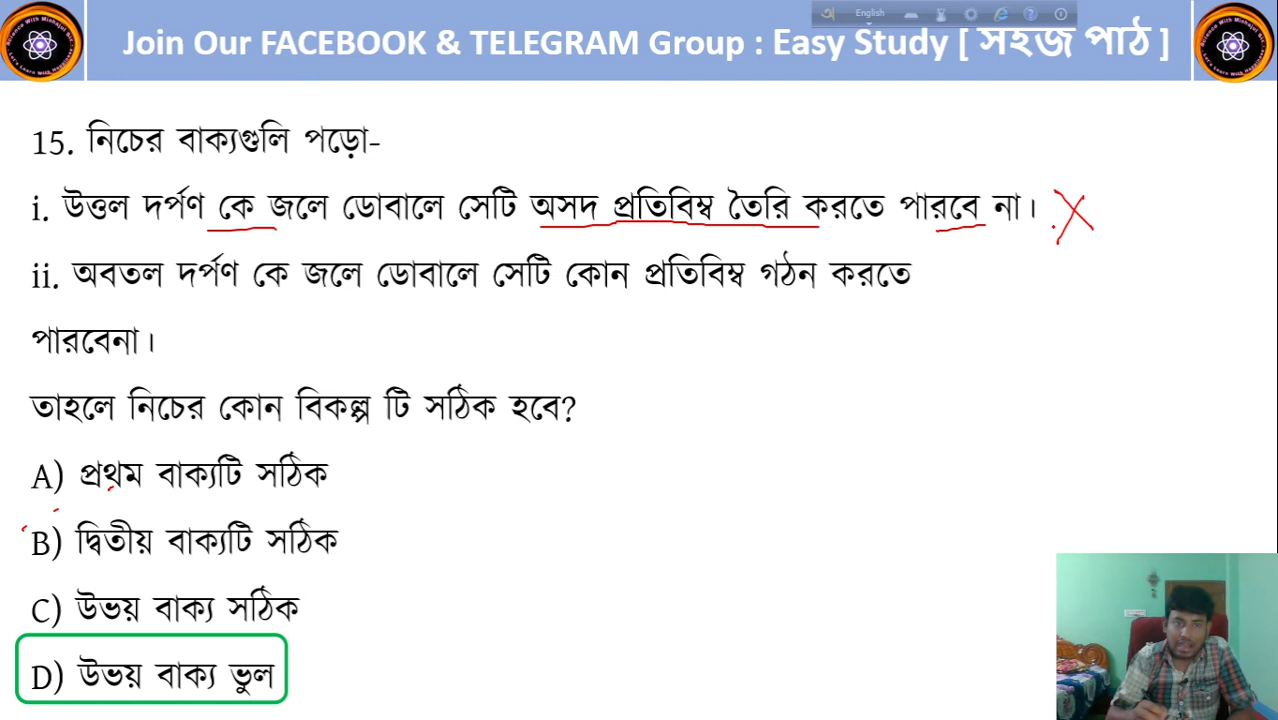 English
Join Our FACEBOOK & TELEGRAM Group : Easy Study [ সহজ পাঠ ]
15. নিচের বাক্যগুলি পড়ো-
i. উত্তল দর্পণ কে জলে ডোবালে সেটি অসদ প্রতিবিম্ব তৈরি করতে পারবে না।
ii. অবতল দর্পণ কে জলে ডোবালে সেটি কোন প্রতিবিম্ব গঠন করতে
পারবেনা।
তাহলে নিচের কোন বিকল্প টি সঠিক হবে?
A) প্রথম বাক্যটি সঠিক
B) দ্বিতীয় বাক্যটি সঠিক
C) উভয় বাক্য সঠিক
D) উভয় বাক্য ভুল